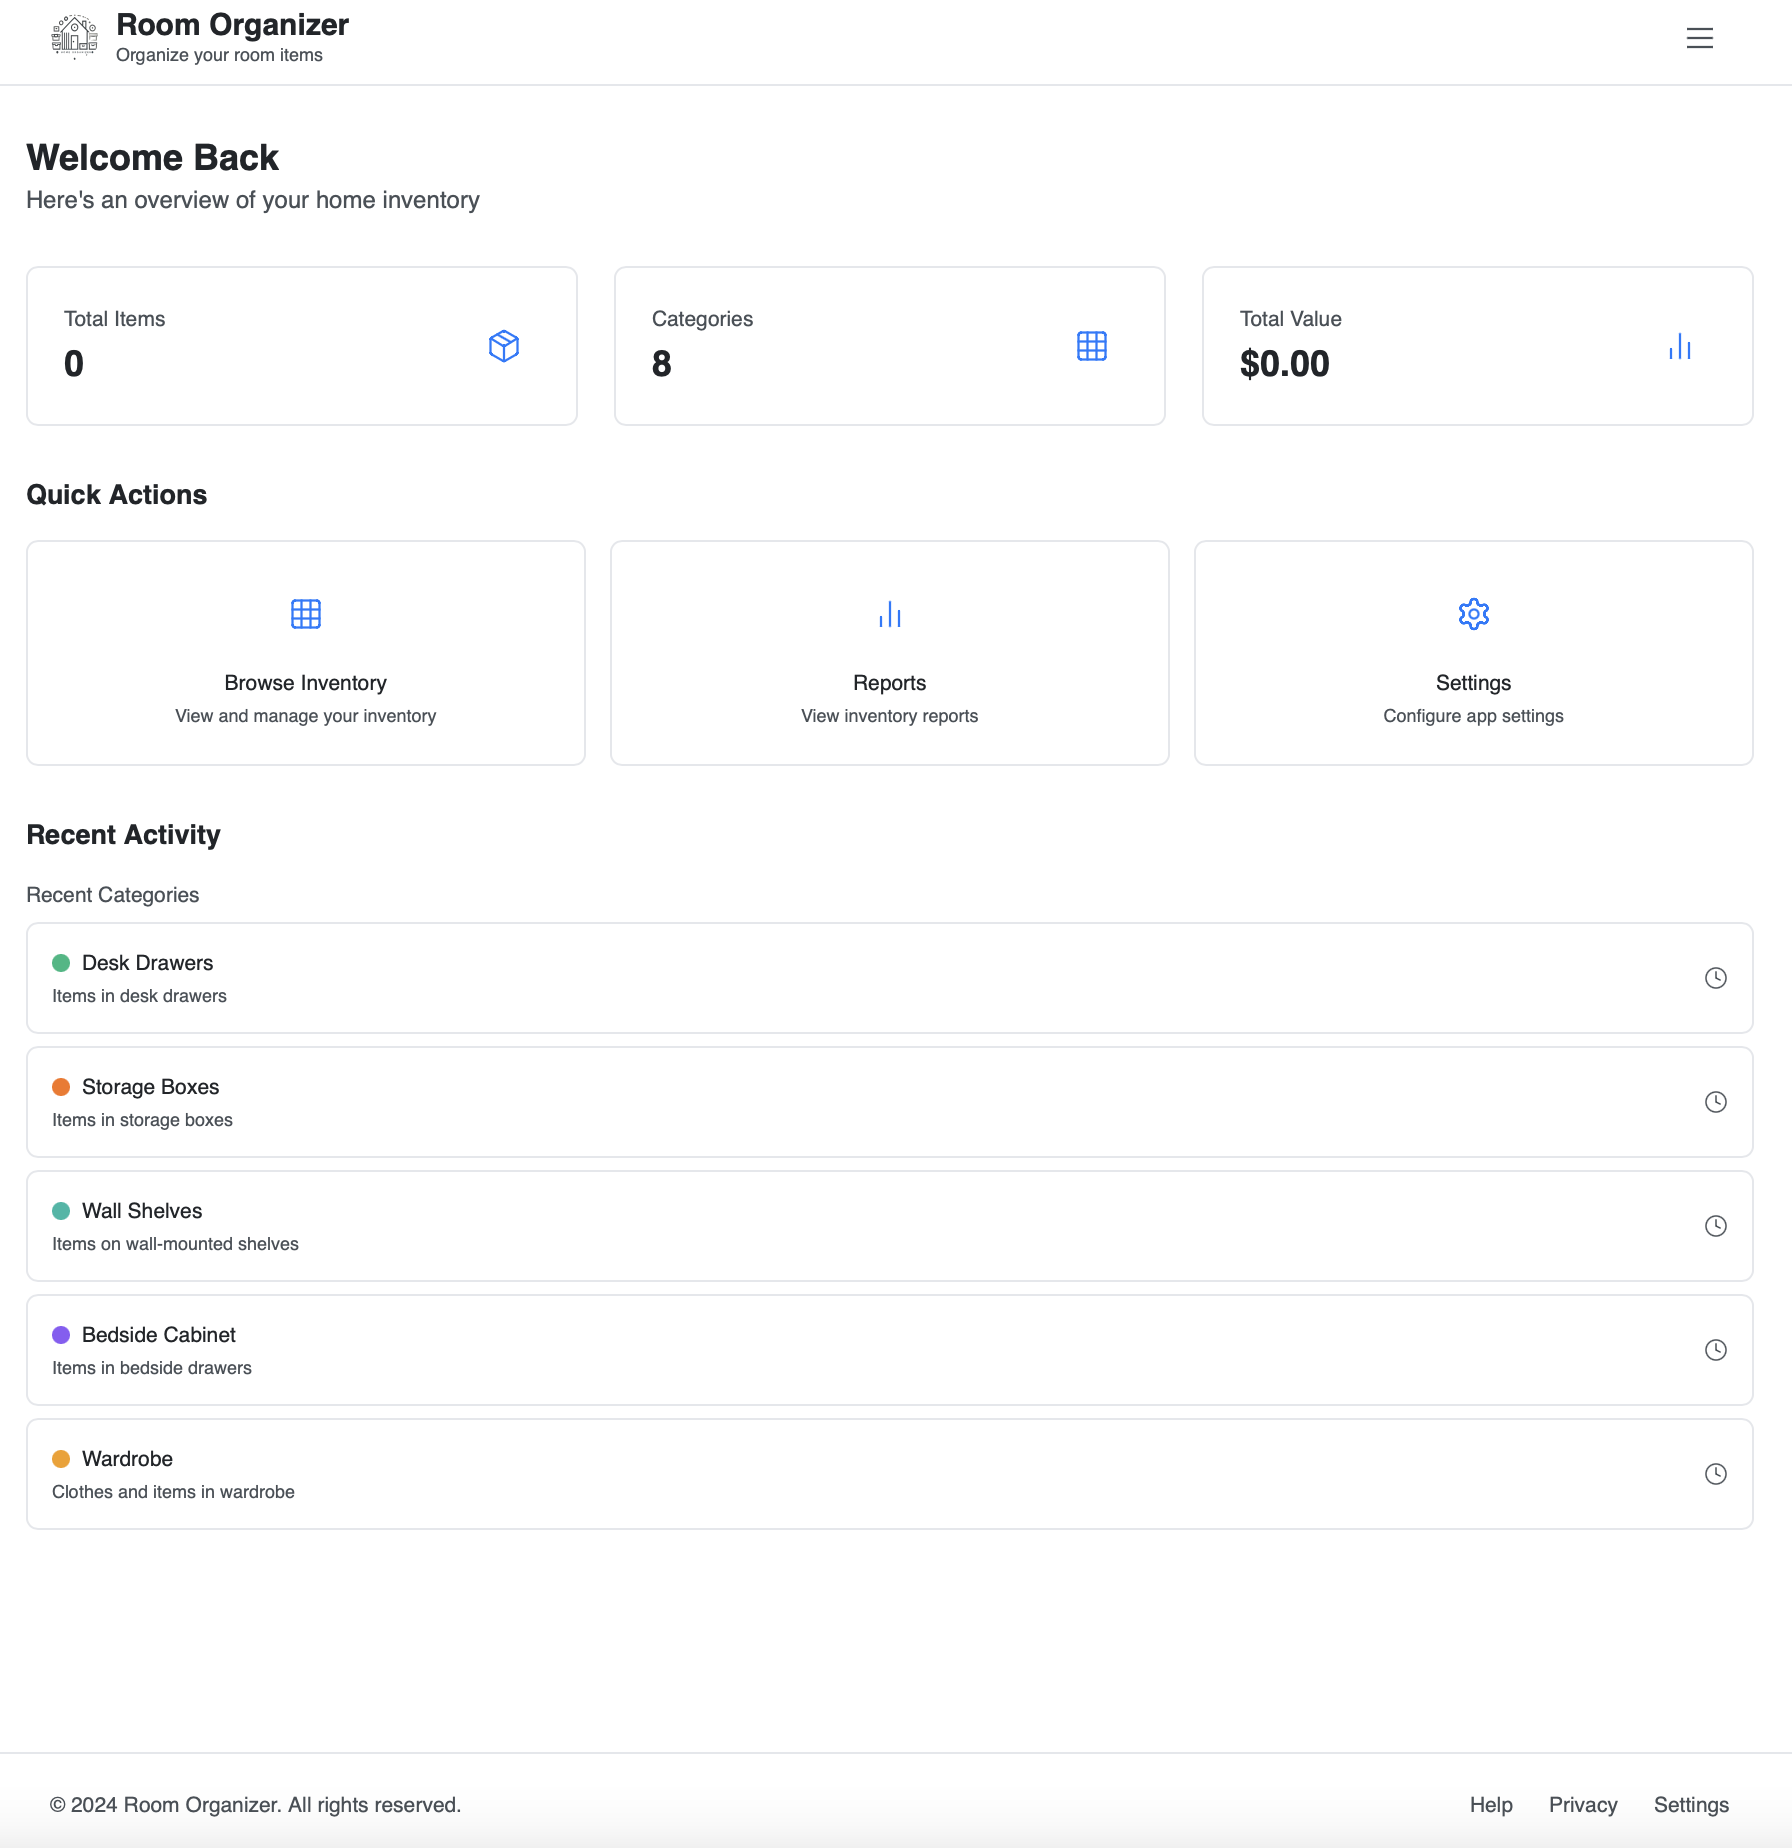 Room Organizer
Organize your room items
Welcome Back
Here's an overview of your home inventory
Total Items
0
Categories
8
Total Value
$0.00
Quick Actions
Browse Inventory
View and manage your inventory
Reports
View inventory reports
Settings
Configure app settings
Recent Activity
Recent Categories
Desk Drawers
Items in desk drawers
Storage Boxes
Items in storage boxes
Wall Shelves
Items on wall-mounted shelves
Bedside Cabinet
Items in bedside drawers
Wardrobe
Clothes and items in wardrobe
© 2024 Room Organizer. All rights reserved.
Help
Privacy
Settings